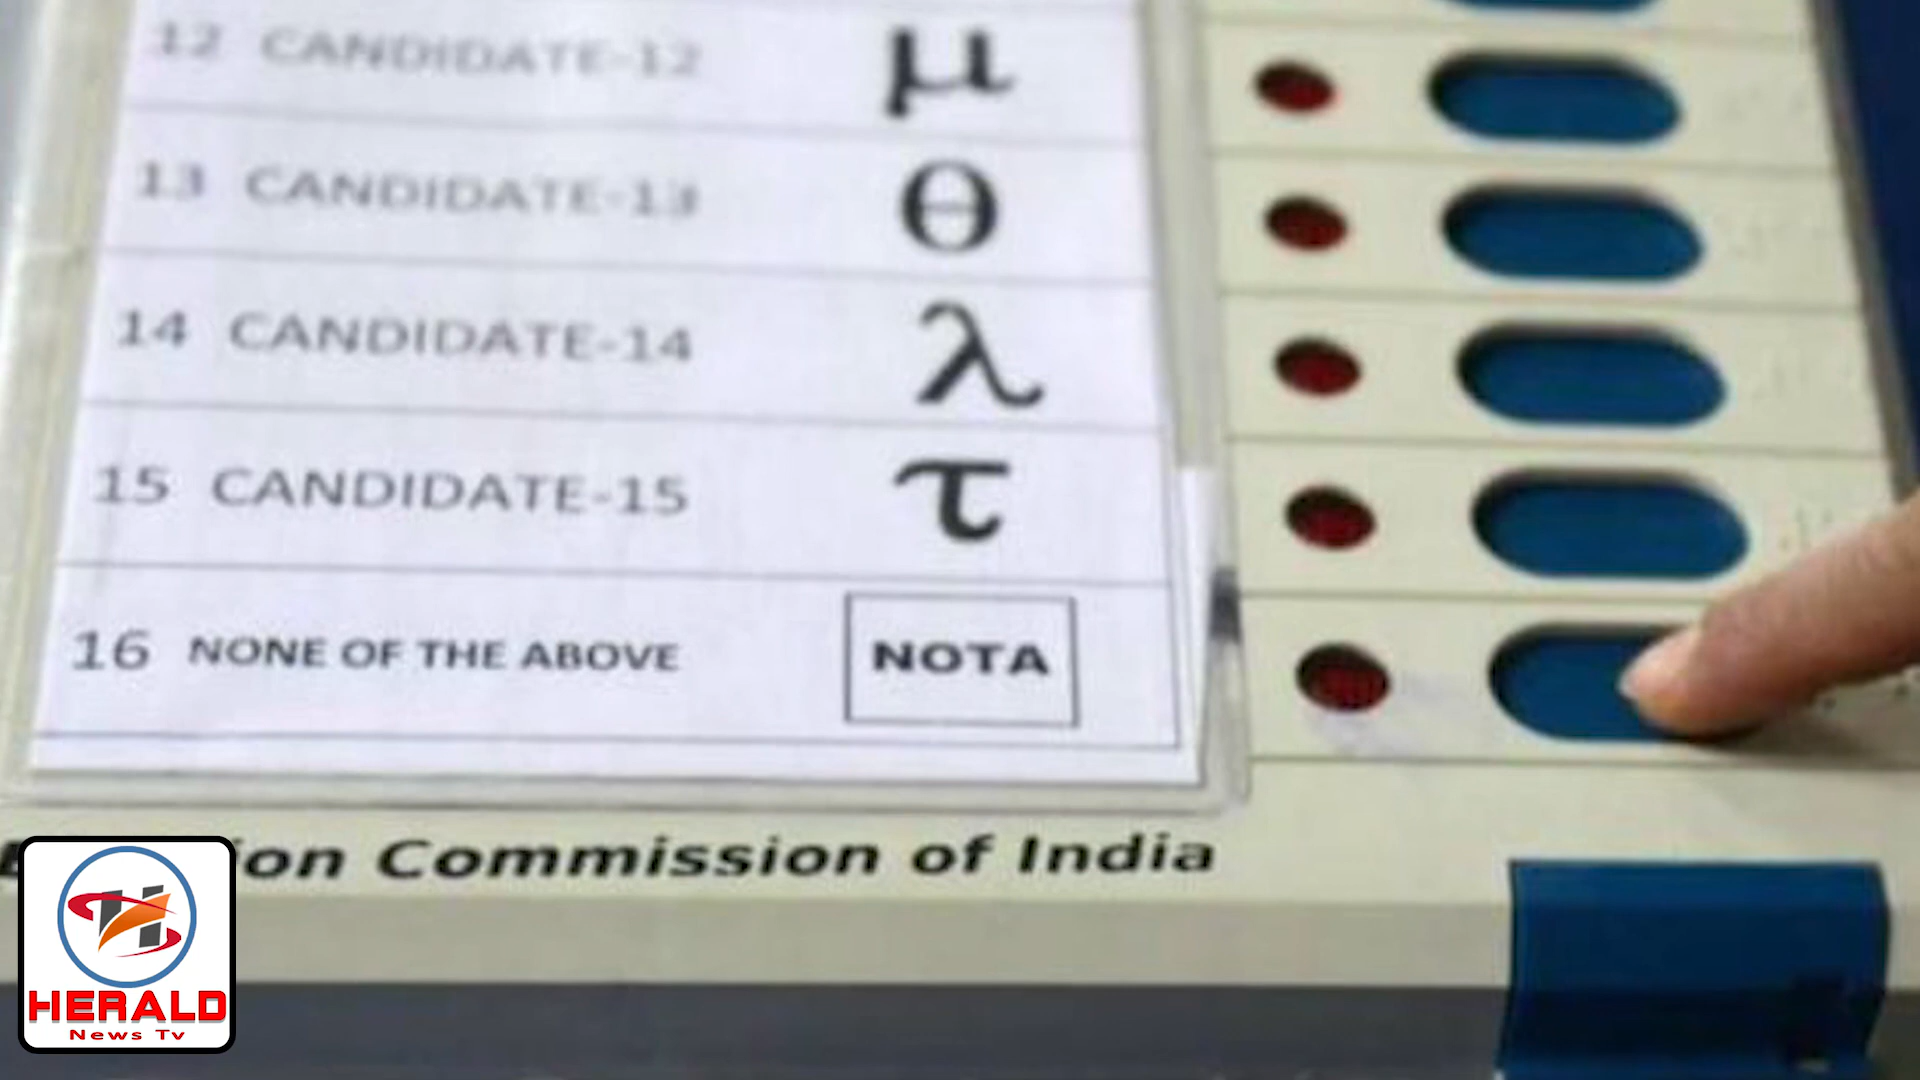 12 CANDIDATE-12 μ
13 CANDIDATE-13 θ
14 CANDIDATE-14 λ
15 CANDIDATE-15 τ
16 NONE OF THE ABOVE NOTA
Commission of India
HERALD
News Tv